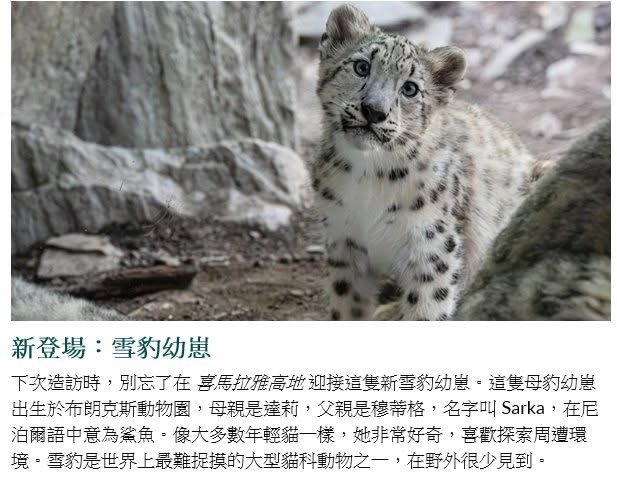 新登場：雪豹幼崽
下次造訪時，別忘了在 喜馬拉雅高地 迎接這隻新雪豹幼崽。這隻母豹幼崽
出生於布朗克斯動物園，母親是達莉，父親是穆蒂格，名字叫 Sarka，在尼
泊爾語中意為鯊魚。像大多數年輕貓一樣，她非常好奇，喜歡探索周遭環
境。雪豹是世界上最難捉摸的大型貓科動物之一，在野外很少見到。